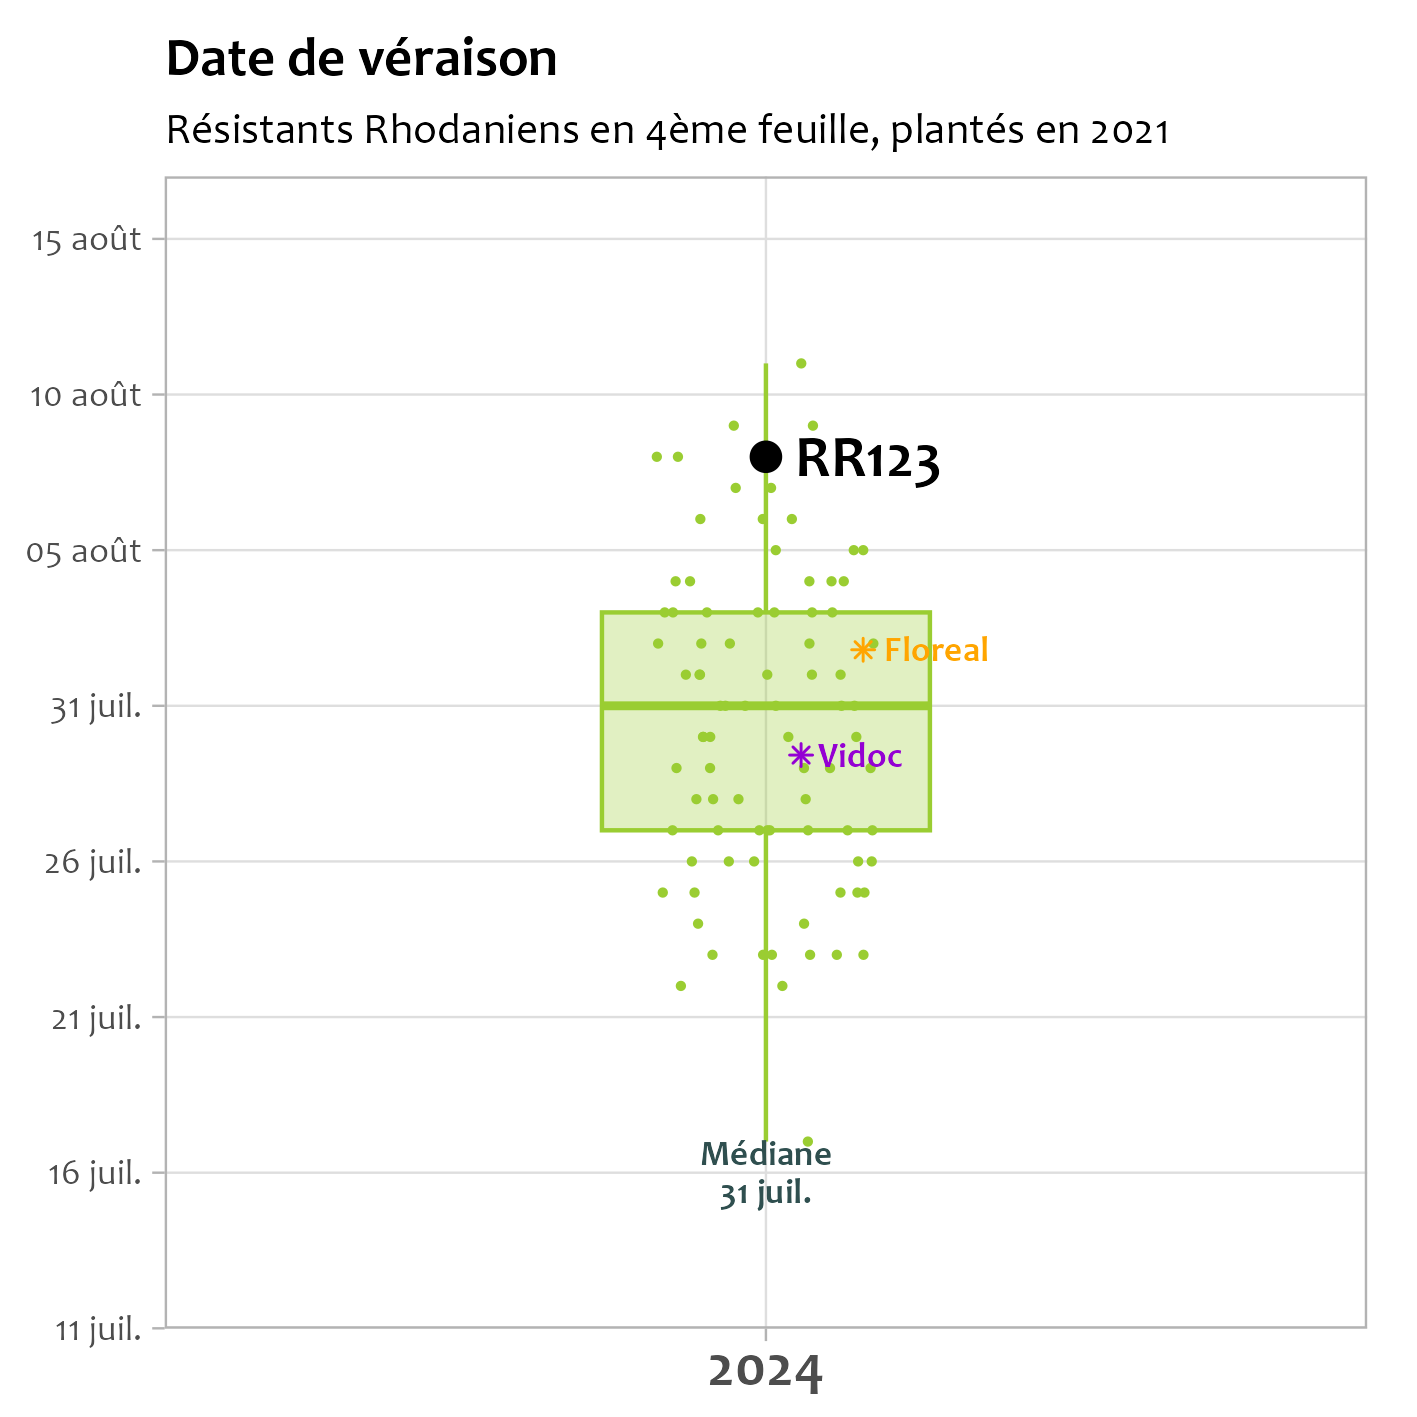 Date de véraison
Résistants Rhodaniens en 4ème feuille, plantés en 2021
15 août
10 août
RR123
05 août
Floreal
31 juil.
Vidoc
26 juil.
21 juil.
Médiane
16 juil.
31 juil.
11 juil.
2024